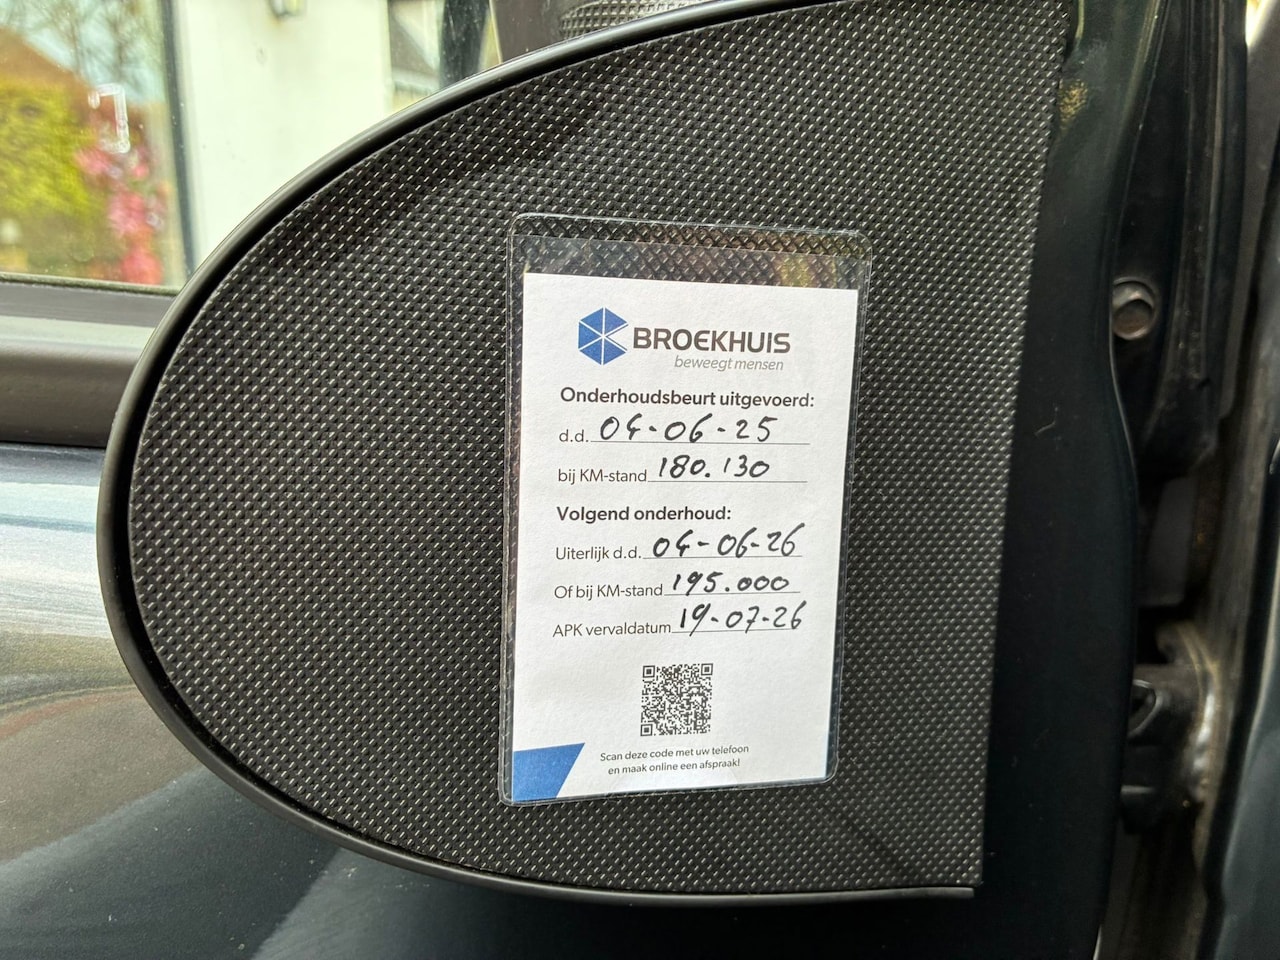 BROEKHUIS
beweegt mensen
Onderhoudsbeurt uitgevoerd:
d.d. 04-06-25
bij KM-stand 180.130
Volgend onderhoud:
Uiterlijk d.d. 04-06-26
Of bij KM-stand 195.000
APK vervaldatum 19-07-26
Scan deze code met uw telefoon
en maak online een afspraak!